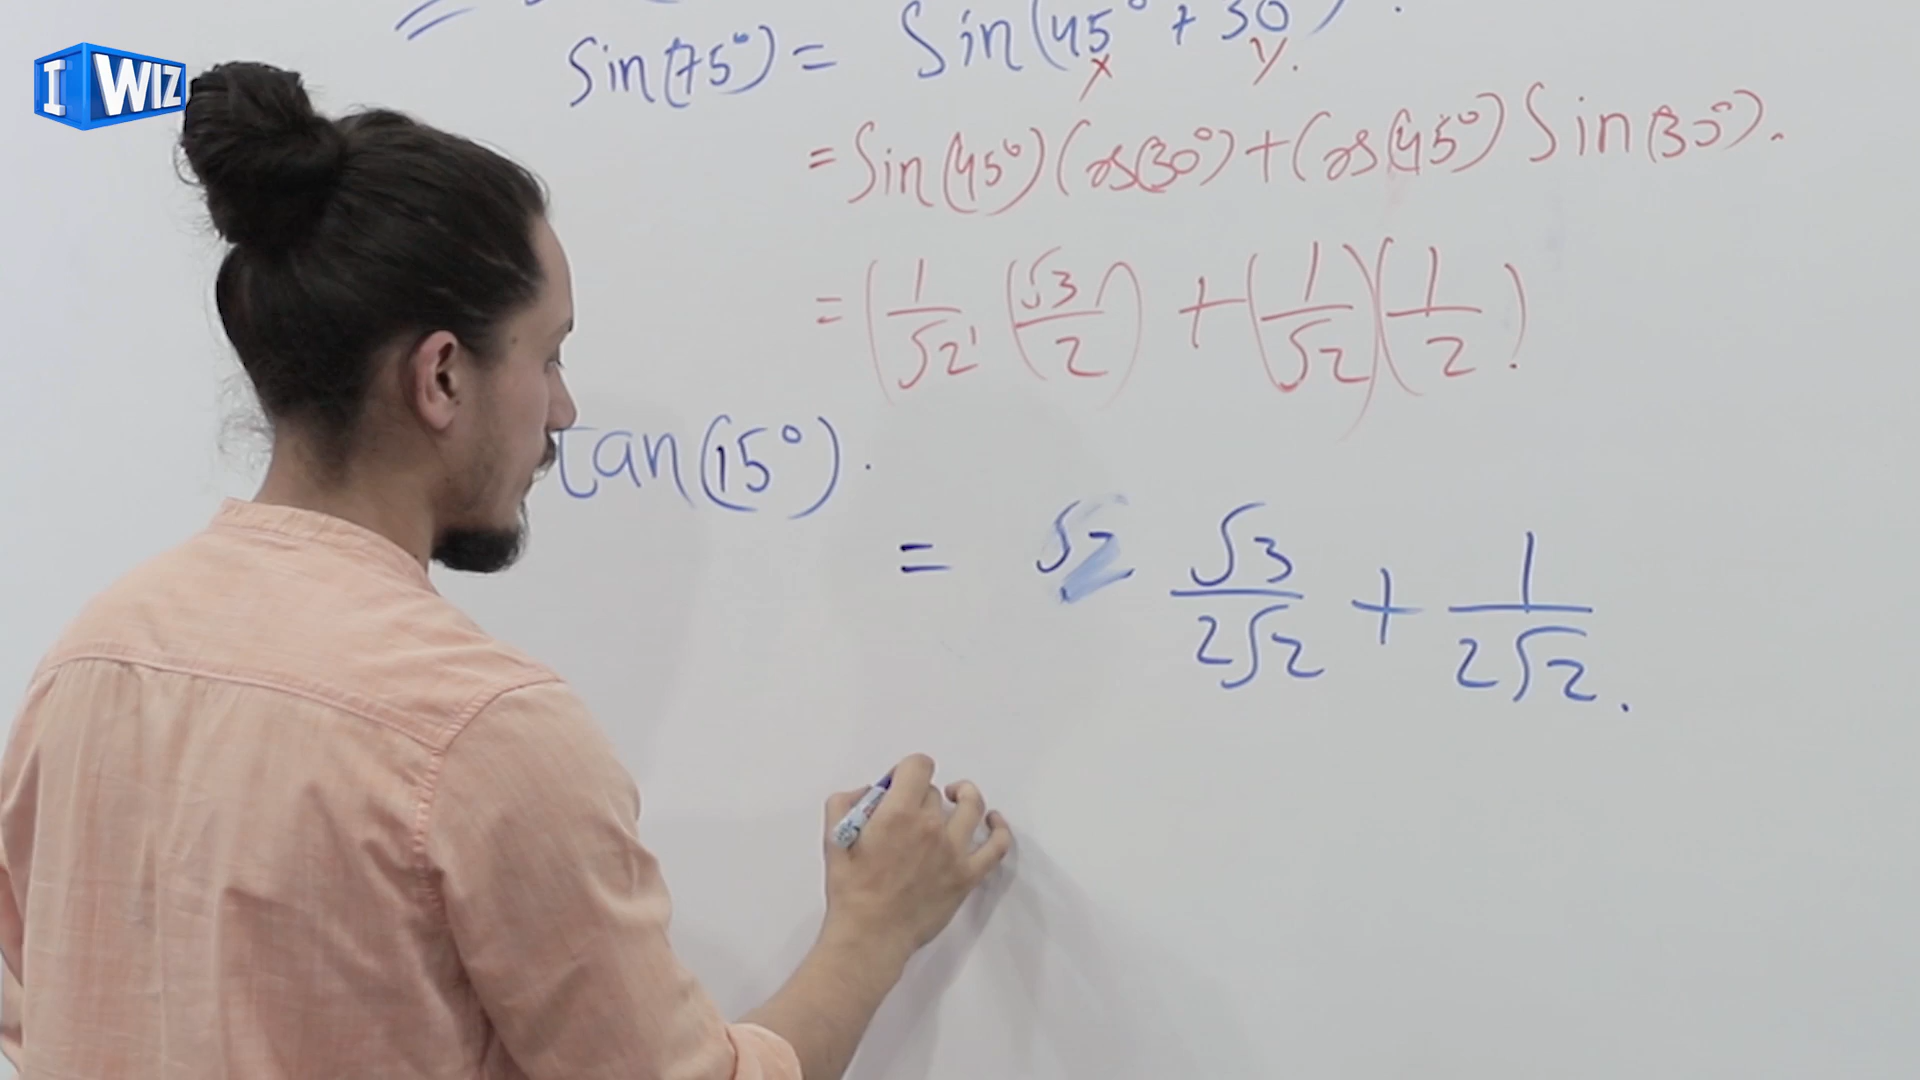 I WIZ
Sin(75°) = Sin(45° + 30°).
x y.
= Sin(45°) Cos(30°) + Cos(45°) Sin(30°).
= (1/√2) (√3/2) + (1/√2)(1/2).
tan(15°).
= √3/2√2 + 1/2√2.